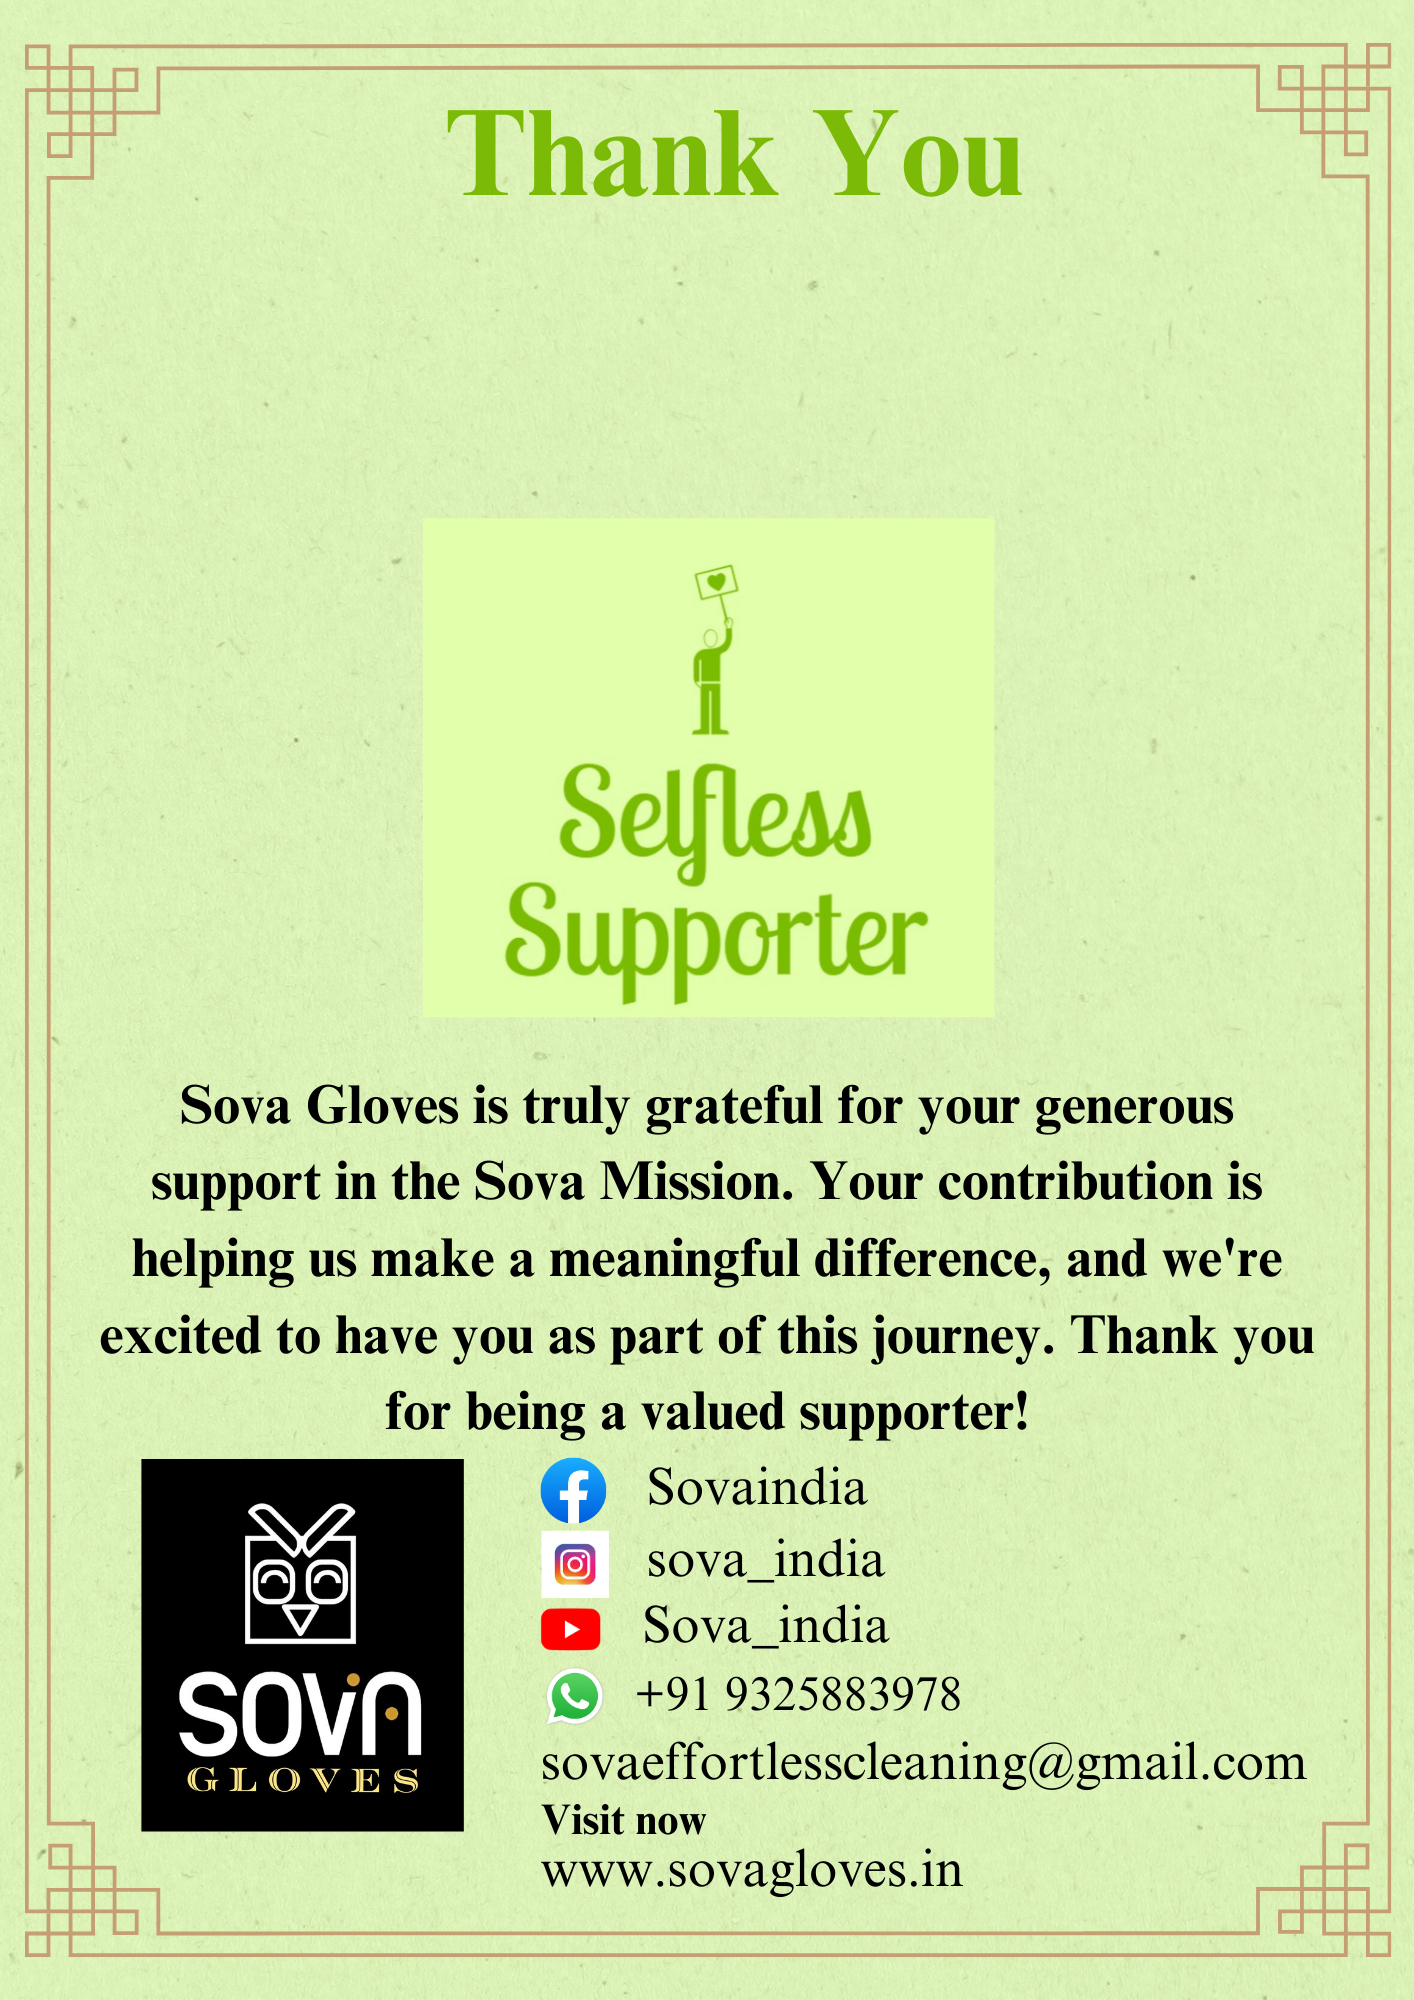 Thank You
Selfless
Supporter
Sova Gloves is truly grateful for your generous
support in the Sova Mission. Your contribution is
helping us make a meaningful difference, and we're
excited to have you as part of this journey. Thank you
for being a valued supporter!
SOVA
GLOVES
Sovaindia
sova_india
Sova_india
+91 9325883978
sovaeffortlesscleaning@gmail.com
Visit now
www.sovagloves.in